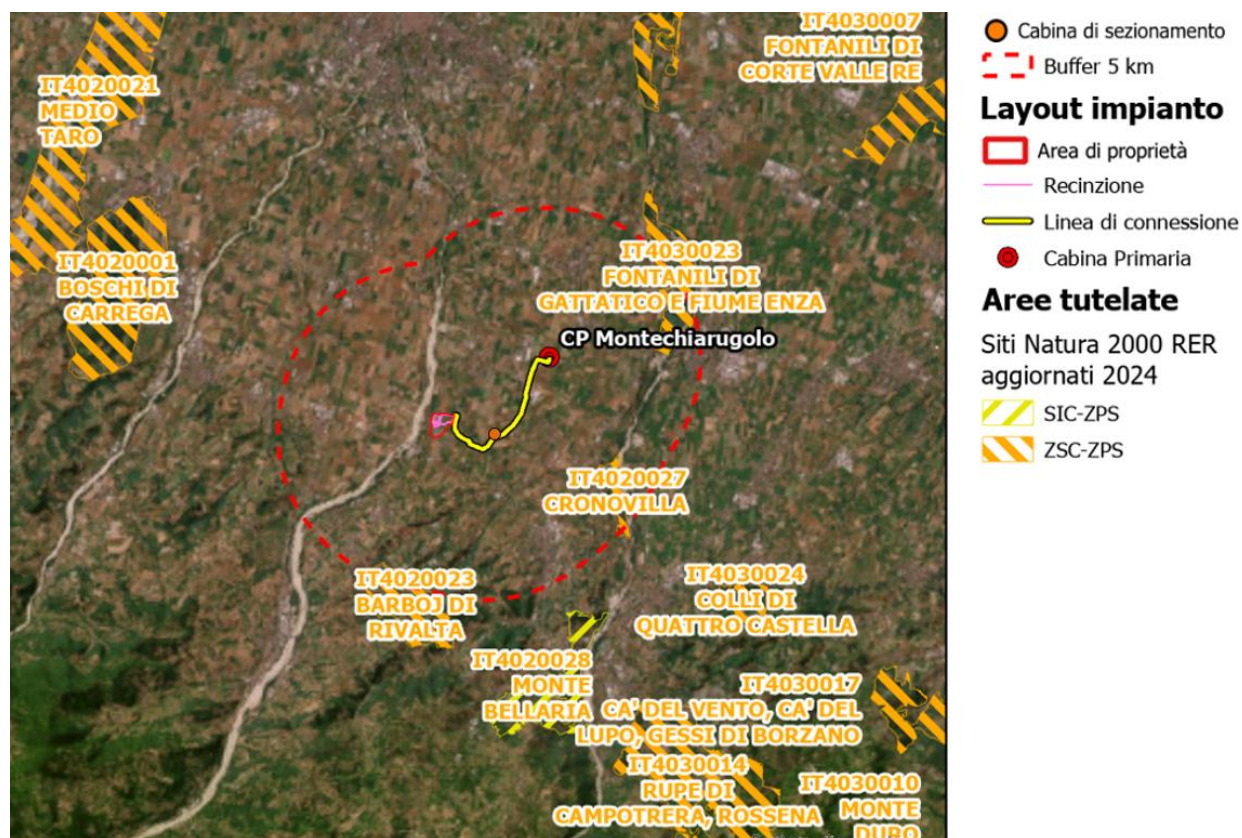 IT4030007
FONTANILI DI
CORTE VALLE RE
IT4020021
MEDIO
TARO
IT4020001
BOSCHI DI
CARREGA
IT4030023
FONTANILI DI
GATTATICO E FIUME ENZA
CP Montechiarugolo
IT4020027
CRONOVILLA
IT4020023
BARBOJ DI
RIVALTA
IT4030024
COLLI DI
QUATTRO CASTELLA
IT4020028
MONTE
BELLARIA
IT4030017
CA' DEL VENTO, CA' DEL
LUPO, GESSI DI BORZANO
IT4030014
RUPE DI
CAMPOTRERA, ROSSENA
IT4030010
MONTE
DURO
Cabina di sezionamento
Buffer 5 km
Layout impianto
Area di proprietà
Recinzione
Linea di connessione
Cabina Primaria
Aree tutelate
Siti Natura 2000 RER
aggiornati 2024
SIC-ZPS
ZSC-ZPS